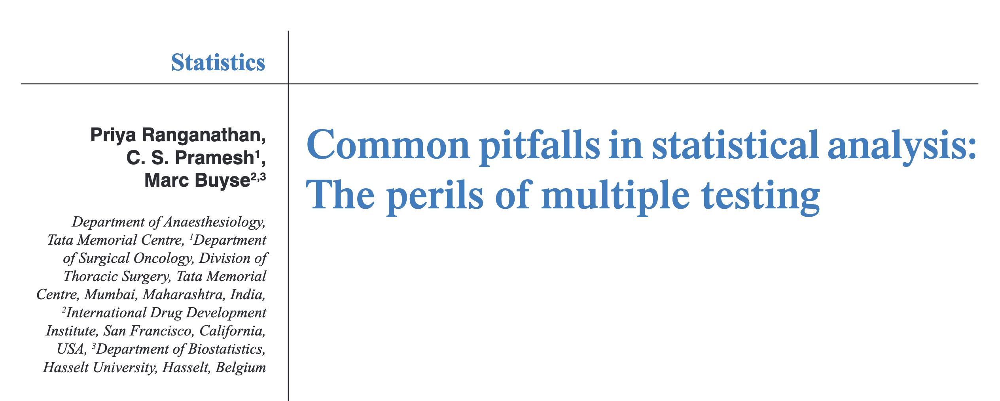 Statistics
Priya Ranganathan,
C. S. Pramesh¹,
Marc Buyse²,³
Department of Anaesthesiology,
Tata Memorial Centre, ¹Department
of Surgical Oncology, Division of
Thoracic Surgery, Tata Memorial
Centre, Mumbai, Maharashtra, India,
²International Drug Development
Institute, San Francisco, California,
USA, ³Department of Biostatistics,
Hasselt University, Hasselt, Belgium
Common pitfalls in statistical analysis:
The perils of multiple testing